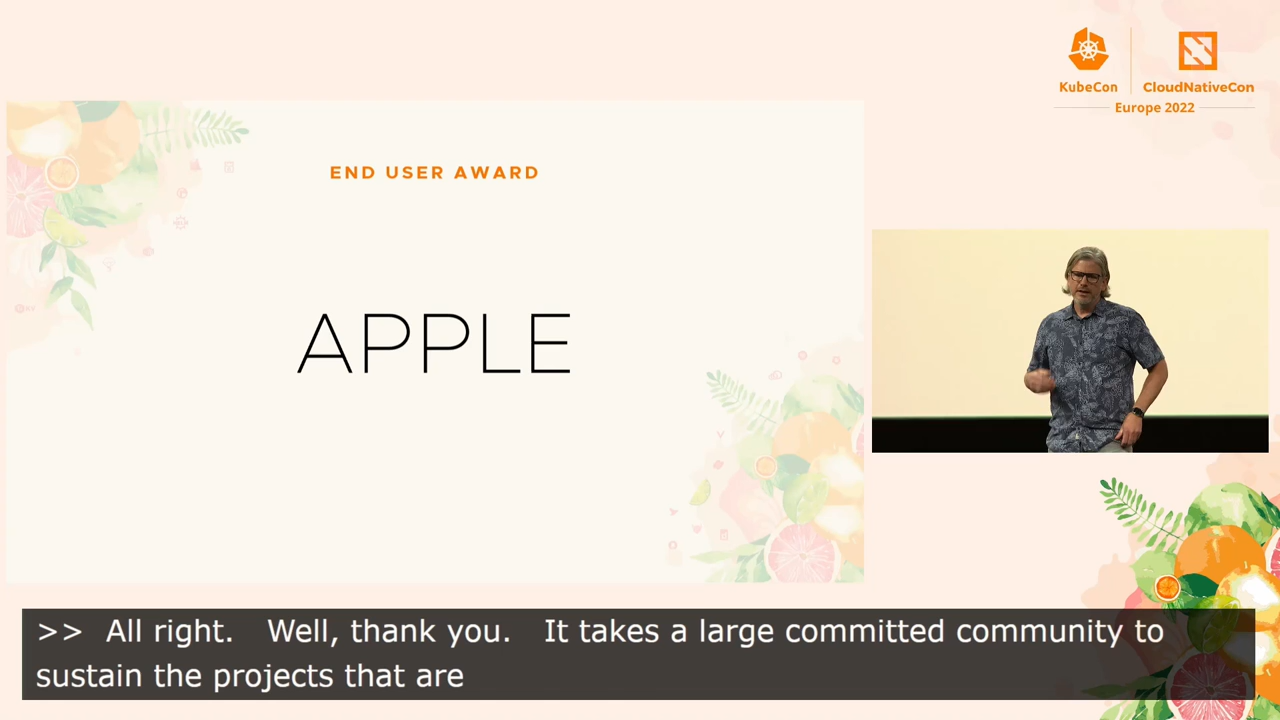 KubeCon
CloudNativeCon
Europe 2022
END USER AWARD
APPLE
>> All right. Well, thank you. It takes a large committed community to
sustain the projects that are